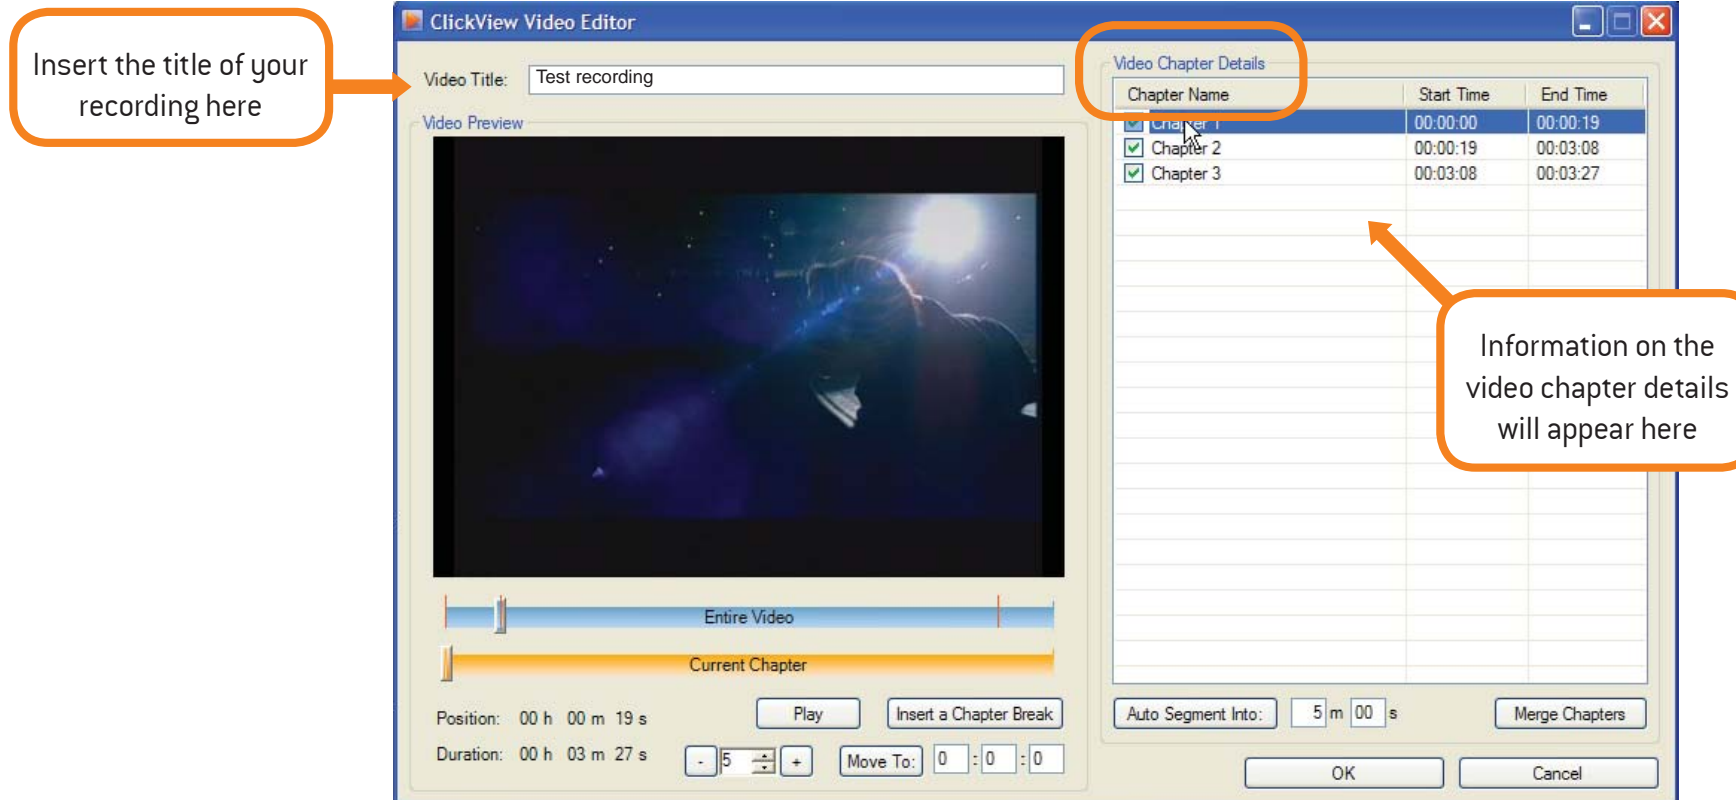 ClickView Video Editor
Insert the title of your
recording here
Video Title: Test recording
Video Preview
Video Chapter Details
Chapter Name Start Time End Time
Chapter 1 00:00:00 00:00:19
Chapter 2 00:00:19 00:03:08
Chapter 3 00:03:08 00:03:27
Information on the
video chapter details
will appear here
Entire Video
Current Chapter
Position: 00 h 00 m 19 s
Play
Insert a Chapter Break
Duration: 00 h 03 m 27 s
- 5 +
Move To: 0 : 0 : 0
Auto Segment Into: 5 m 00 s
Merge Chapters
OK
Cancel